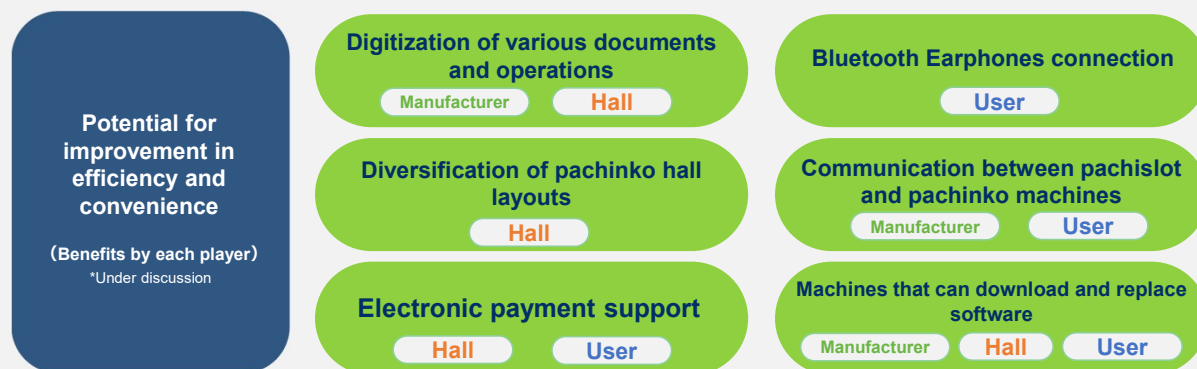 Potential for
improvement in
efficiency and
convenience
(Benefits by each player)
*Under discussion
Digitization of various documents
and operations
Manufacturer
Hall
Bluetooth Earphones connection
User
Diversification of pachinko hall
layouts
Hall
Communication between pachislot
and pachinko machines
Manufacturer
User
Electronic payment support
Hall
User
Machines that can download and replace
software
Manufacturer
Hall
User